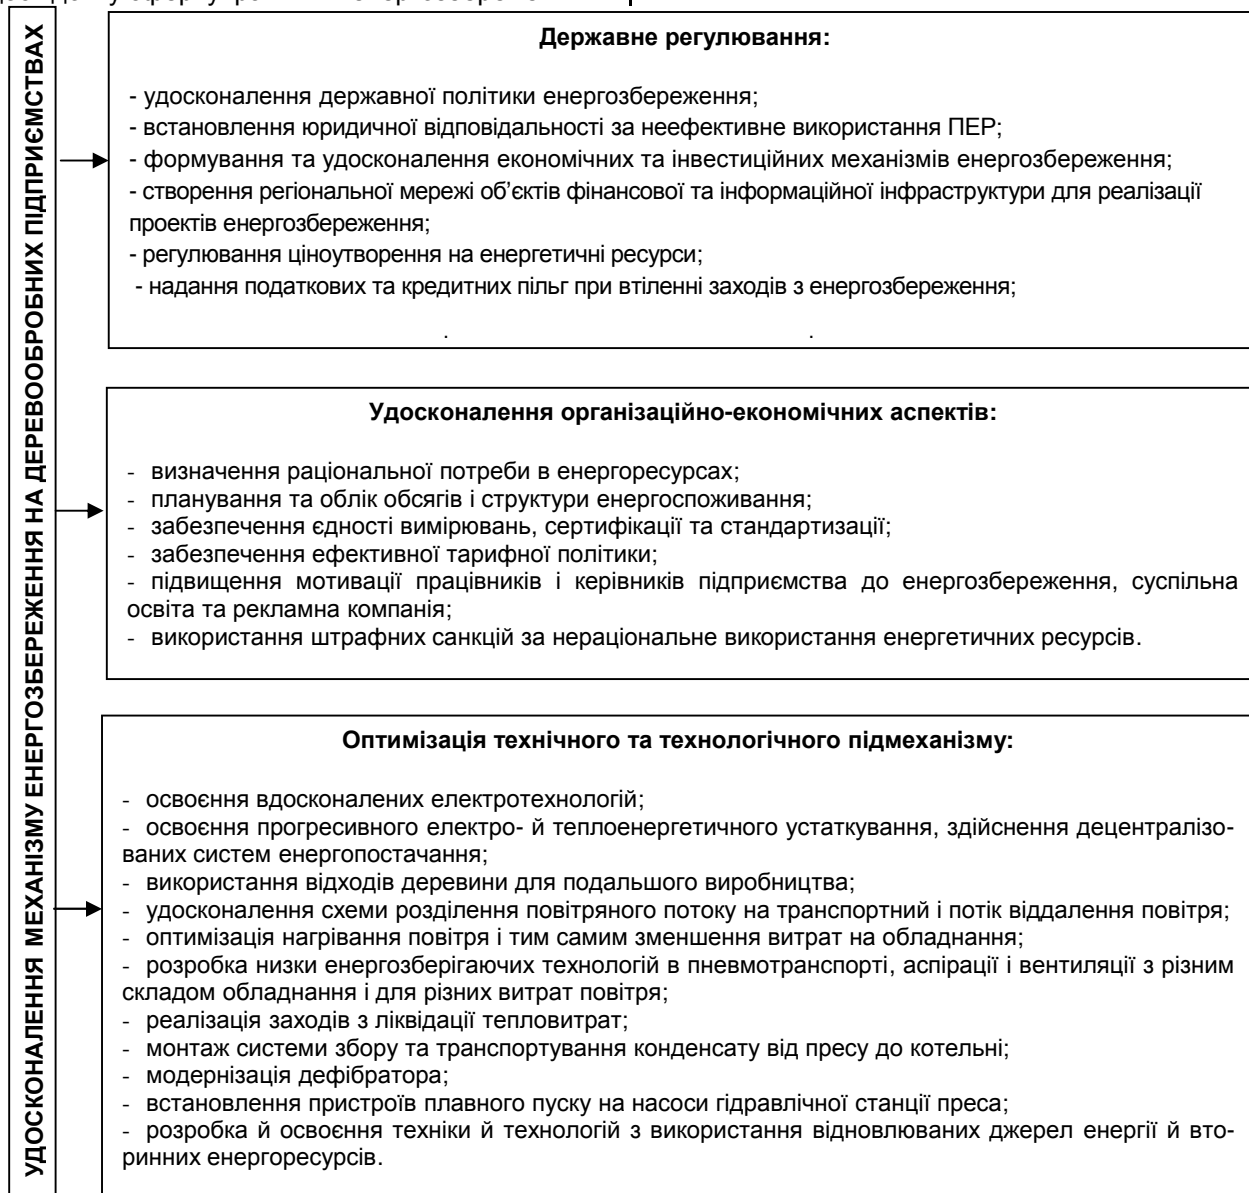 УДОСКОНАЛЕННЯ МЕХАНІЗМУ ЕНЕРГОЗБЕРЕЖЕННЯ НА ДЕРЕВООБРОБНИХ ПІДПРИЄМСТВАХ
Державне регулювання:
- удосконалення державної політики енергозбереження;
- встановлення юридичної відповідальності за неефективне використання ПЕР;
- формування та удосконалення економічних та інвестиційних механізмів енергозбереження;
- створення регіональної мережі об’єктів фінансової та інформаційної інфраструктури для реалізації
проектів енергозбереження;
- регулювання ціноутворення на енергетичні ресурси;
- надання податкових та кредитних пільг при втіленні заходів з енергозбереження;
. .
Удосконалення організаційно-економічних аспектів:
- визначення раціональної потреби в енергоресурсах;
- планування та облік обсягів і структури енергоспоживання;
- забезпечення єдності вимірювань, сертифікації та стандартизації;
- забезпечення ефективної тарифної політики;
- підвищення мотивації працівників і керівників підприємства до енергозбереження, суспільна
освіта та рекламна компанія;
- використання штрафних санкцій за нераціональне використання енергетичних ресурсів.
Оптимізація технічного та технологічного підмеханізму:
- освоєння вдосконалених електротехнологій;
- освоєння прогресивного електро- й теплоенергетичного устаткування, здійснення децентралізо-
ваних систем енергопостачання;
- використання відходів деревини для подальшого виробництва;
- удосконалення схеми розділення повітряного потоку на транспортний і потік віддалення повітря;
- оптимізація нагрівання повітря і тим самим зменшення витрат на обладнання;
- розробка низки енергозберігаючих технологій в пневмотранспорті, аспірації і вентиляції з різним
складом обладнання і для різних витрат повітря;
- реалізація заходів з ліквідації тепловитрат;
- монтаж системи збору та транспортування конденсату від пресу до котельні;
- модернізація дефібратора;
- встановлення пристроїв плавного пуску на насоси гідравлічної станції преса;
- розробка й освоєння техніки й технологій з використання відновлюваних джерел енергії й вто-
ринних енергоресурсів.